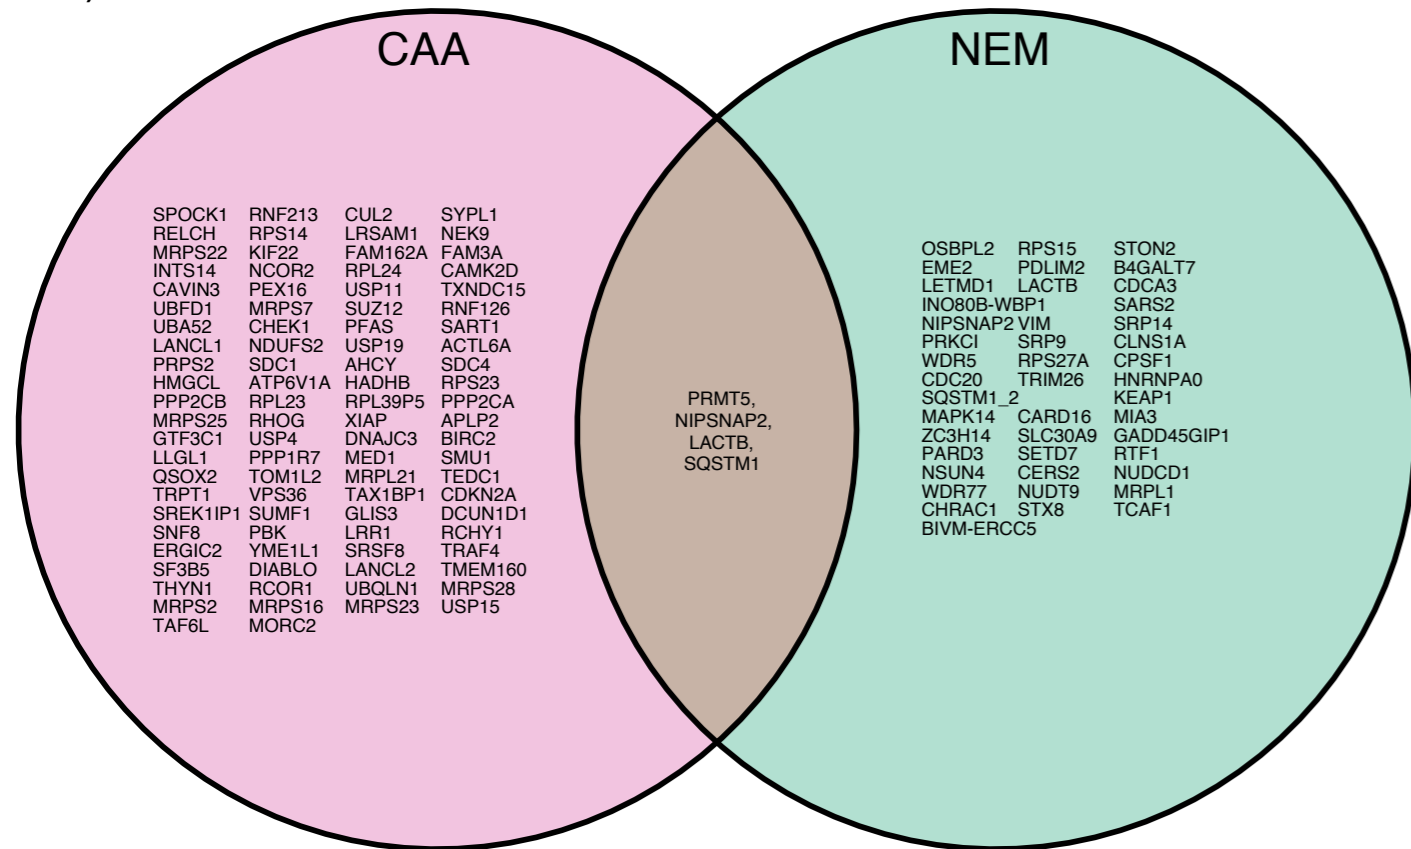 CAA
NEM
SPOCK1 RNF213 CUL2 SYPL1
RELCH RPS14 LRSAM1 NEK9
MRPS22 KIF22 FAM162A FAM3A
INTS14 NCOR2 RPL24 CAMK2D
CAVIN3 PEX16 USP11 TXNDC15
UBFD1 MRPS7 SUZ12 RNF126
UBA52 CHEK1 PFAS SART1
LANCL1 NDUFS2 USP19 ACTL6A
PRPS2 SDC1 AHCY SDC4
HMGCL ATP6V1A HADHB RPS23
PPP2CB RPL23 RPL39P5 PPP2CA
MRPS25 RHOG XIAP APLP2
GTF3C1 USP4 DNAJC3 BIRC2
LLGL1 PPP1R7 MED1 SMU1
QSOX2 TOM1L2 MRPL21 TEDC1
TRPT1 VPS36 TAX1BP1 CDKN2A
SREK1IP1 SUMF1 GLIS3 DCUN1D1
SNF8 PBK LRR1 RCHY1
ERGIC2 YME1L1 SRSF8 TRAF4
SF3B5 DIABLO LANCL2 TMEM160
THYN1 RCOR1 UBQLN1 MRPS28
MRPS2 MRPS16 MRPS23 USP15
TAF6L MORC2
PRMT5,
NIPSNAP2,
LACTB,
SQSTM1
OSBPL2 RPS15 STON2
EME2 PDLIM2 B4GALT7
LETMD1 LACTB CDCA3
INO80B-WBP1 SARS2
NIPSNAP2 VIM SRP14
PRKCI SRP9 CLNS1A
WDR5 RPS27A CPSF1
CDC20 TRIM26 HNRNPA0
SQSTM1_2 KEAP1
MAPK14 CARD16 MIA3
ZC3H14 SLC30A9 GADD45GIP1
PARD3 SETD7 RTF1
NSUN4 CERS2 NUDCD1
WDR77 NUDT9 MRPL1
CHRAC1 STX8 TCAF1
BIVM-ERCC5